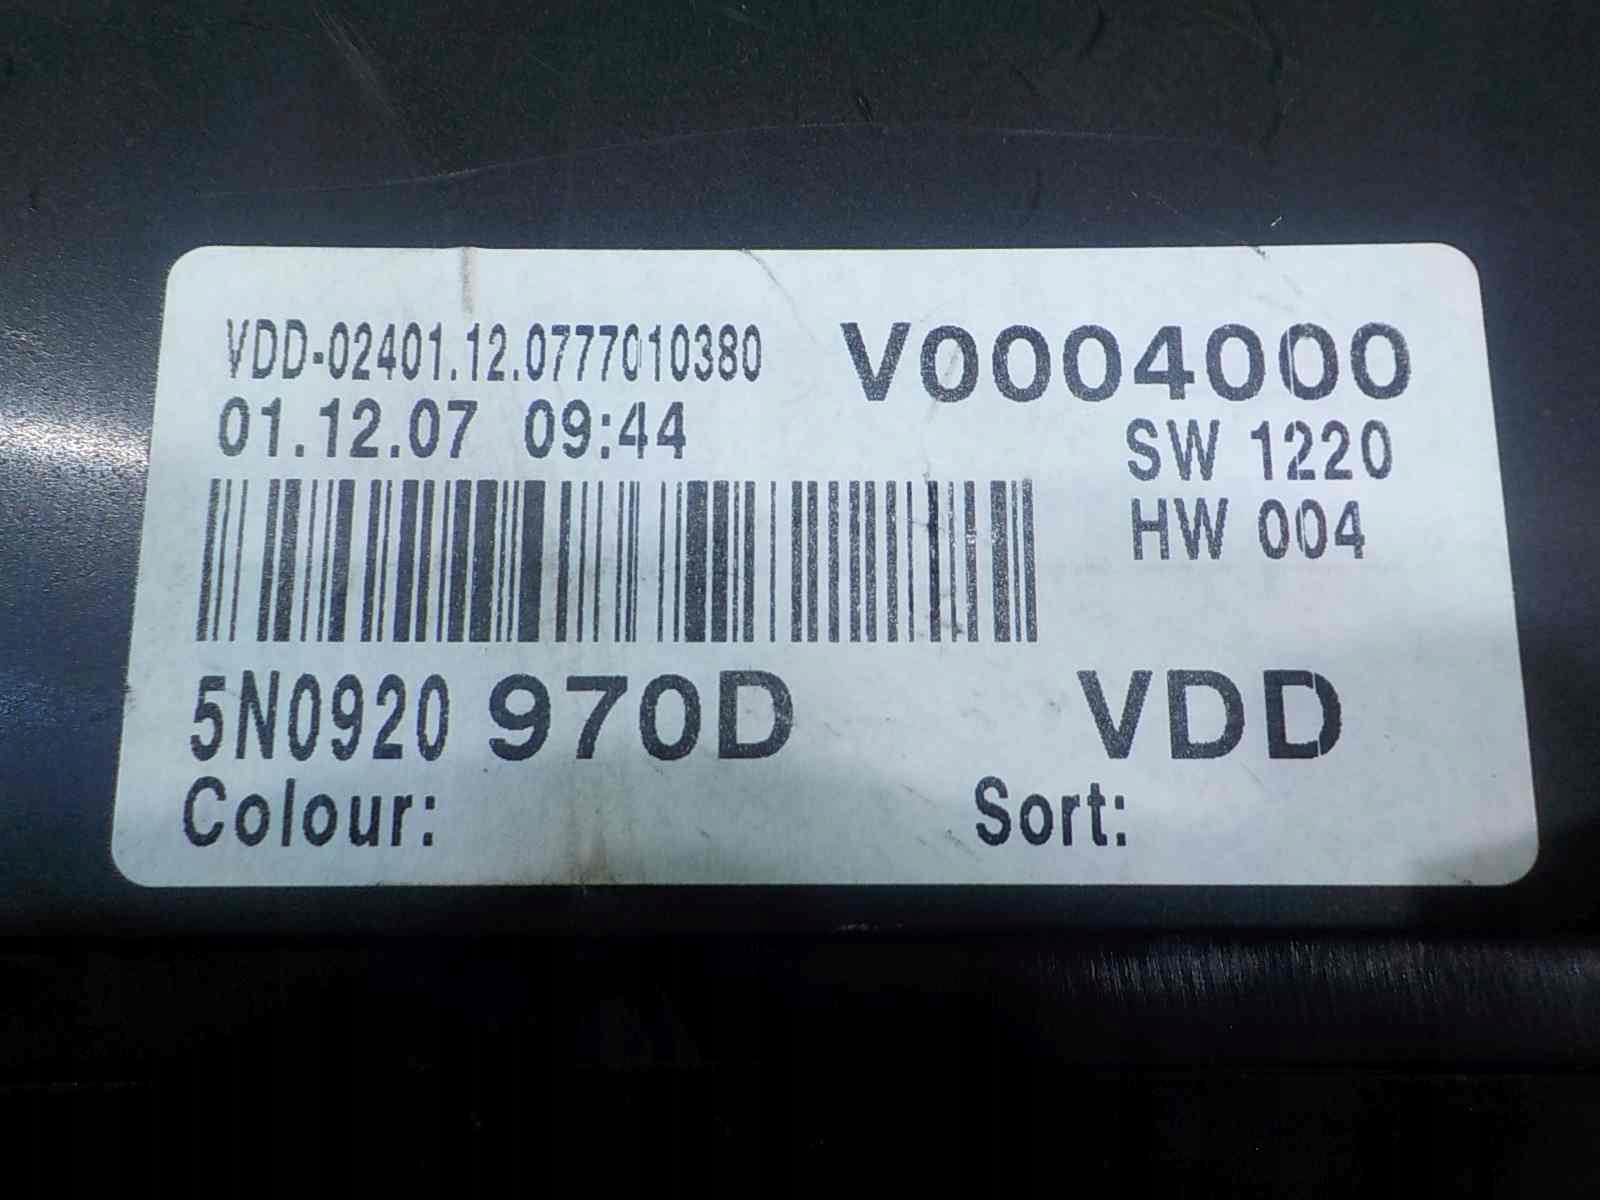 VDD-02401.12.0777010380 V0004000
01.12.07 09:44 SW 1220
HW 004
5N0920 970D VDD
Colour: Sort: